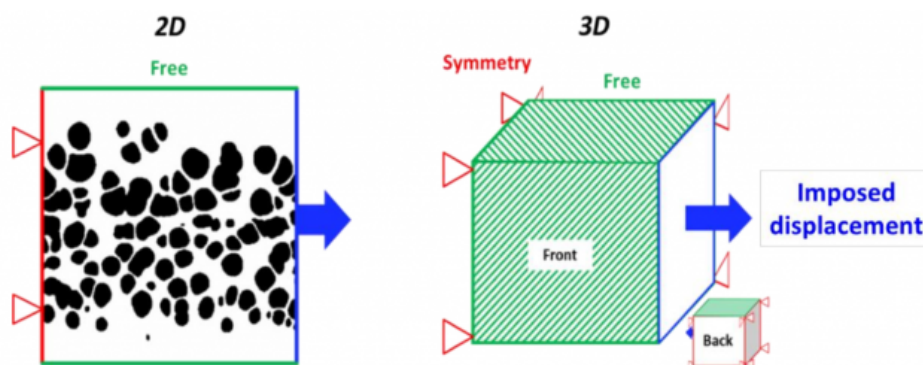 2D
3D
Free
Symmetry
Free
Imposed
displacement
Front
Back